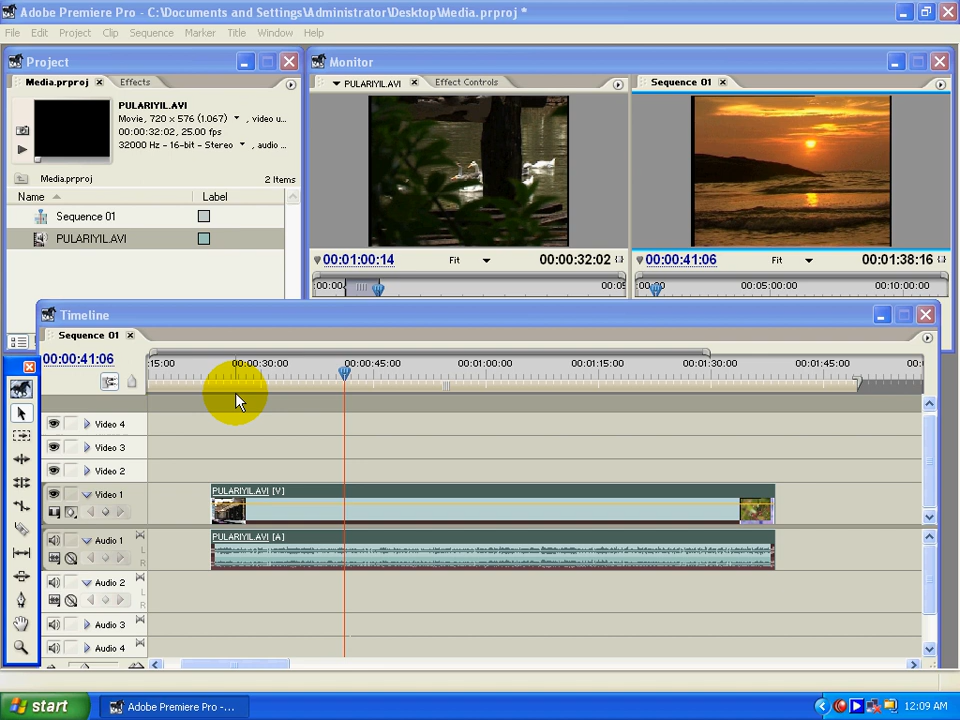 Adobe Premiere Pro - C:\Documents and Settings\Administrator\Desktop\Media.prproj *
File Edit Project Clip Sequence Marker Title Window Help
Project
Media.prproj Effects
PULARIYIL.AVI
Movie, 720 x 576 (1.067) , video u...
00:00:32:02, 25.00 fps
32000 Hz - 16-bit - Stereo , audio ...
Media.prproj 2 Items
Name Label
Sequence 01
PULARIYIL.AVI
Monitor
PULARIYIL.AVI Effect Controls
00:01:00:14 Fit 00:00:32:02
:00:00
Sequence 01
00:00:41:06 Fit 00:01:38:16
00:00 00:05:00:00 00:10:00:00
Timeline
Sequence 01
00:00:41:06
:15:00 00:00:30:00 00:00:45:00 00:01:00:00 00:01:15:00 00:01:30:00 00:01:45:00
Video 4
Video 3
Video 2
Video 1
PULARIYIL.AVI [V]
Audio 1
PULARIYIL.AVI [A]
L
R
Audio 2
L
R
Audio 3
Audio 4
start
Adobe Premiere Pro -...
12:09 AM